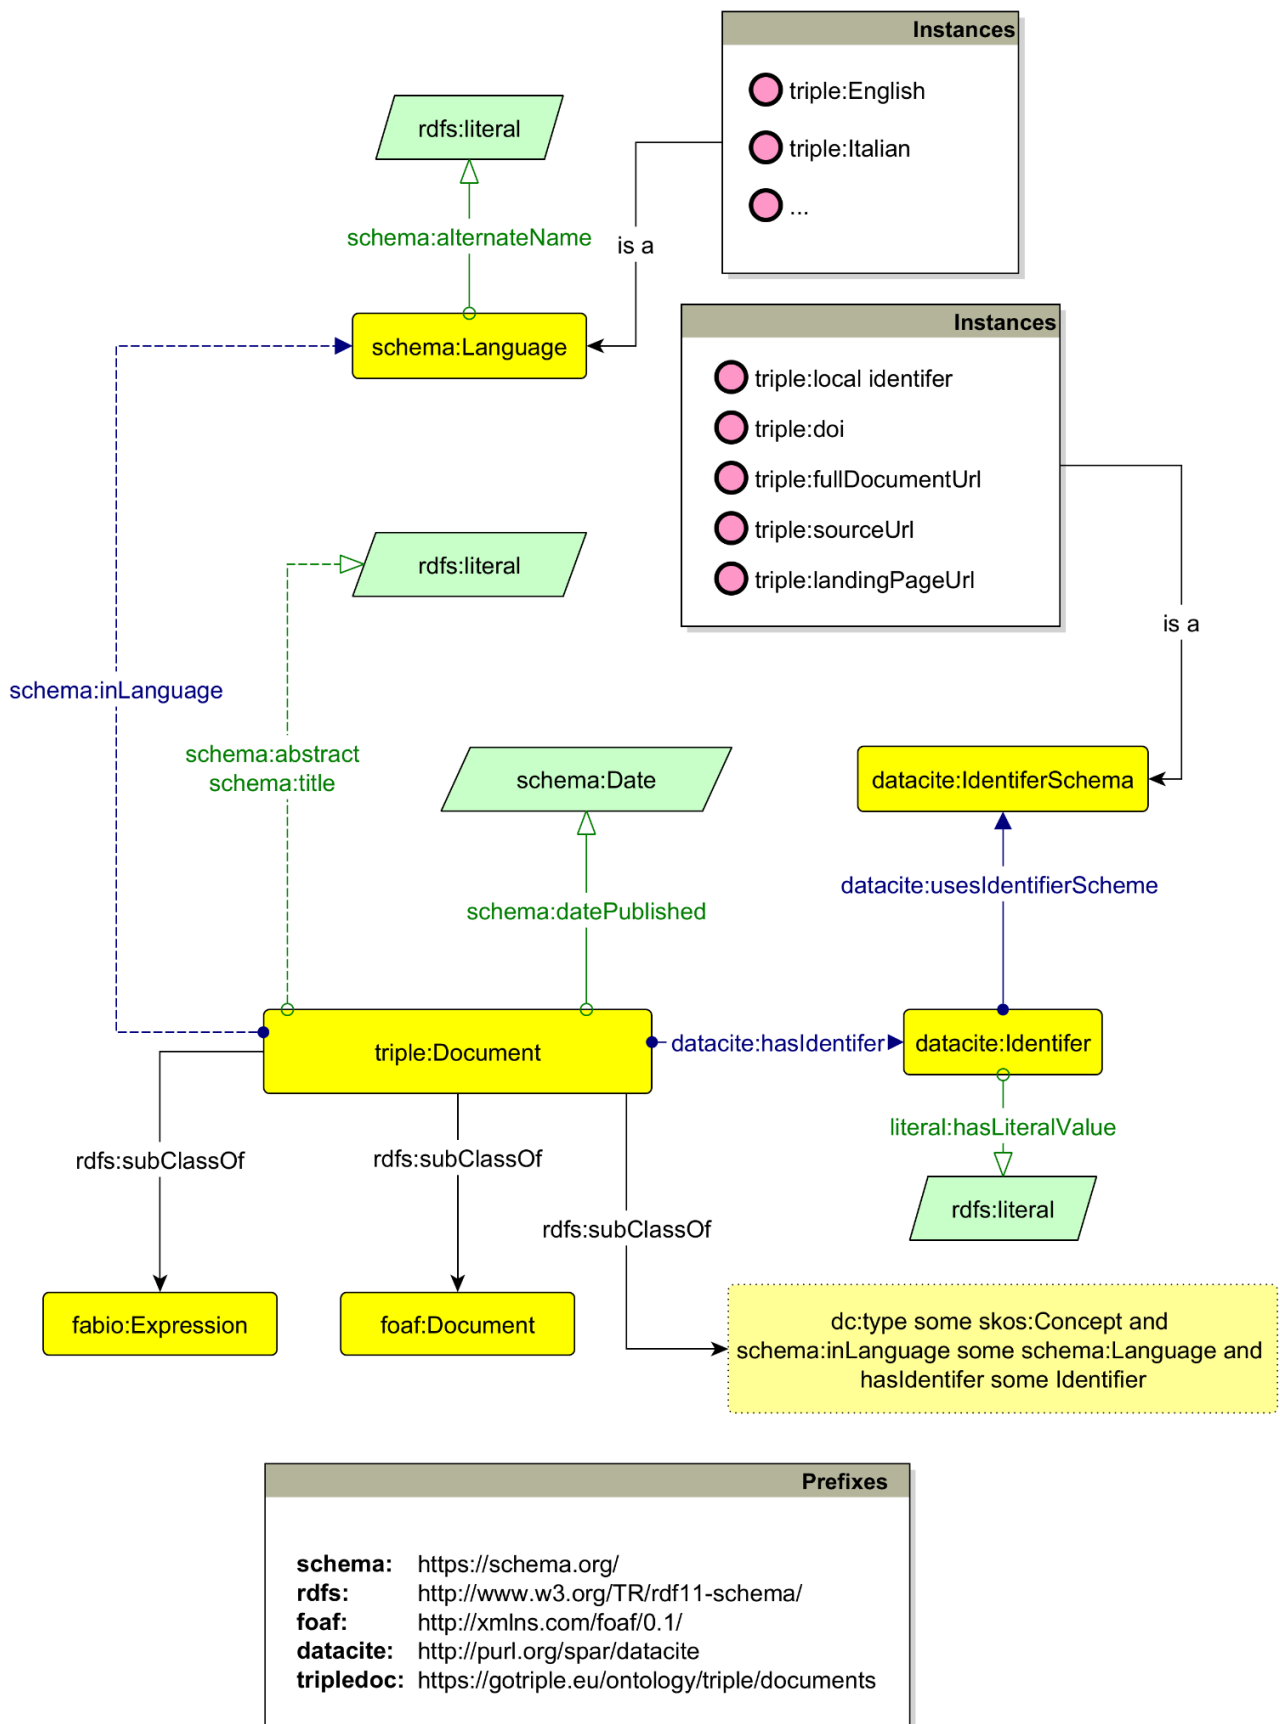 Instances
triple:English
triple:Italian
...
rdfs:literal
schema:alternateName
is a
schema:Language
Instances
triple:local identifer
triple:doi
triple:fullDocumentUrl
triple:sourceUrl
triple:landingPageUrl
rdfs:literal
is a
schema:inLanguage
schema:abstract
schema:title
schema:Date
datacite:IdentiferSchema
datacite:usesIdentifierScheme
schema:datePublished
triple:Document
datacite:hasIdentifer
datacite:Identifer
literal:hasLiteralValue
rdfs:subClassOf
rdfs:subClassOf
rdfs:subClassOf
rdfs:literal
fabio:Expression
foaf:Document
dc:type some skos:Concept and
schema:inLanguage some schema:Language and
hasIdentifer some Identifier
Prefixes
schema: https://schema.org/
rdfs: http://www.w3.org/TR/rdf11-schema/
foaf: http://xmlns.com/foaf/0.1/
datacite: http://purl.org/spar/datacite
tripledoc: https://gotriple.eu/ontology/triple/documents